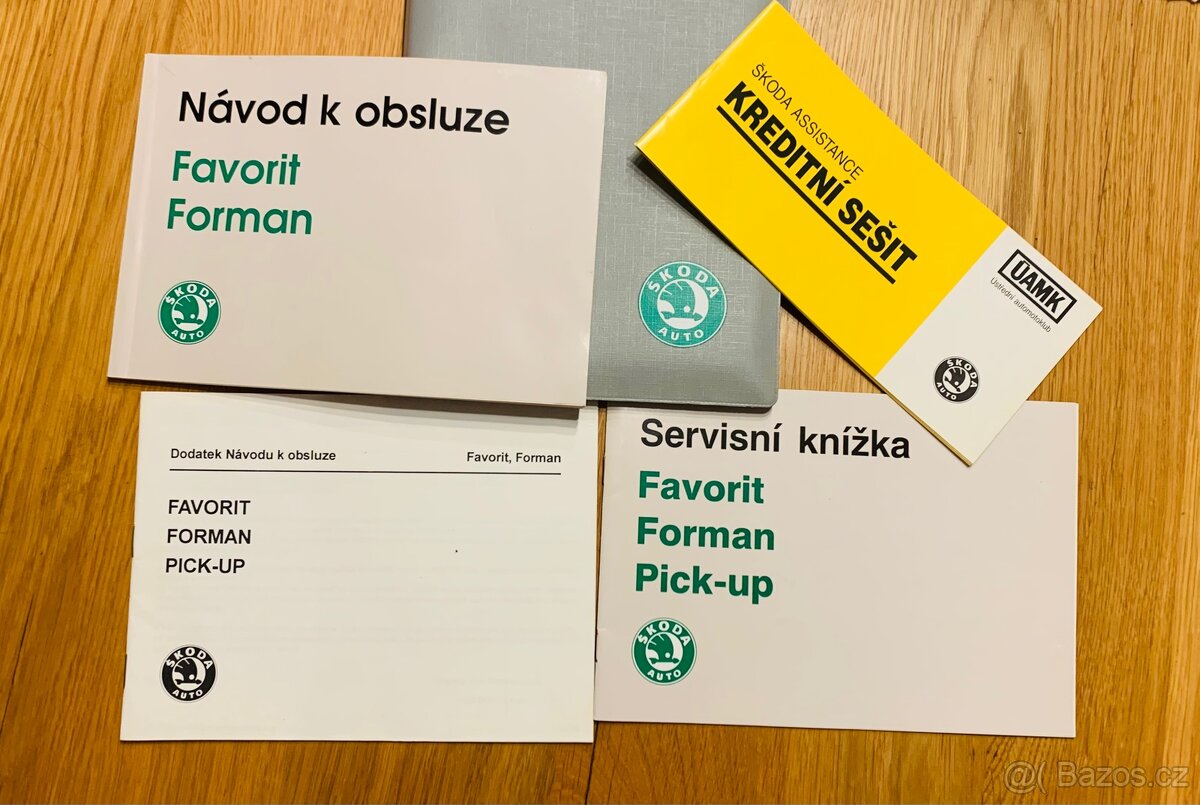 Návod k obsluze
Favorit
Forman
ŠKODA
AUTO
ŠKODA
AUTO
ŠKODA ASSISTANCE
KREDITNÍ SEŠIT
ÚAMK
Ústřední automotoklub
ŠKODA
AUTO
Dodatek Návodu k obsluze Favorit, Forman
FAVORIT
FORMAN
PICK-UP
ŠKODA
AUTO
Servisní knížka
Favorit
Forman
Pick-up
ŠKODA
AUTO
@( Bazos.cz